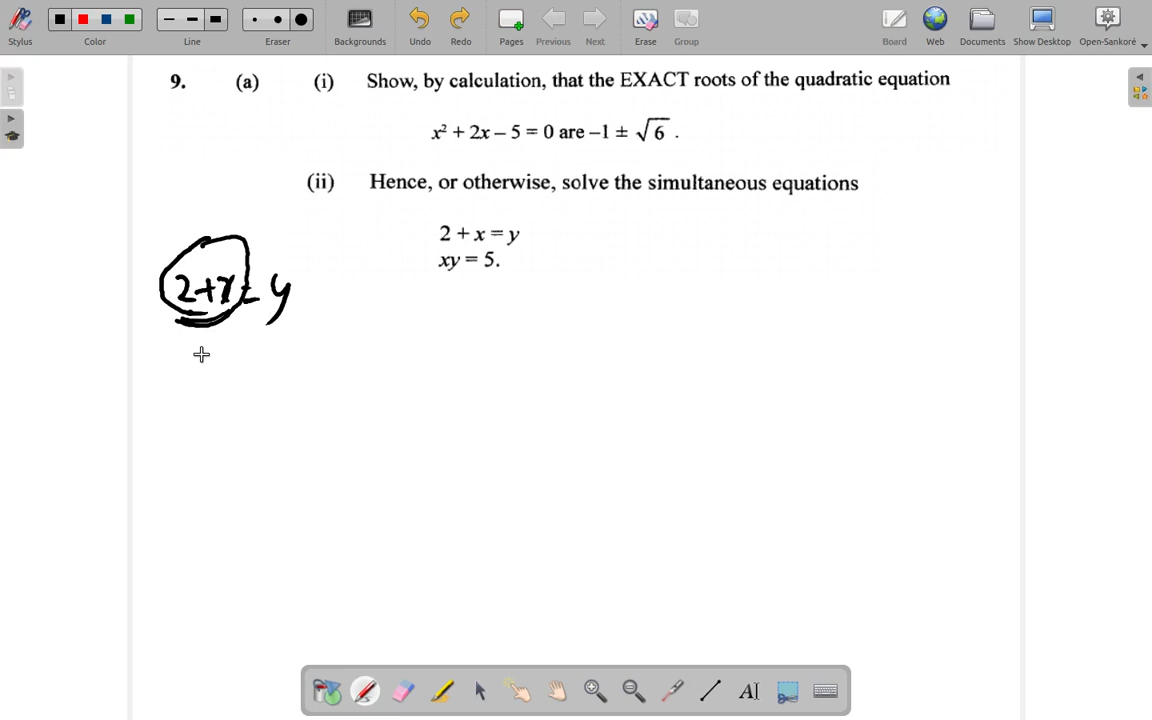 Stylus Color Line Eraser Backgrounds Undo Redo Pages Previous Next Erase Group Board Web Documents Show Desktop Open-Sankoré
9. (a) (i) Show, by calculation, that the EXACT roots of the quadratic equation
x² + 2x – 5 = 0 are –1 ± √6 .
(ii) Hence, or otherwise, solve the simultaneous equations
2 + x = y
xy = 5.
2+x = y